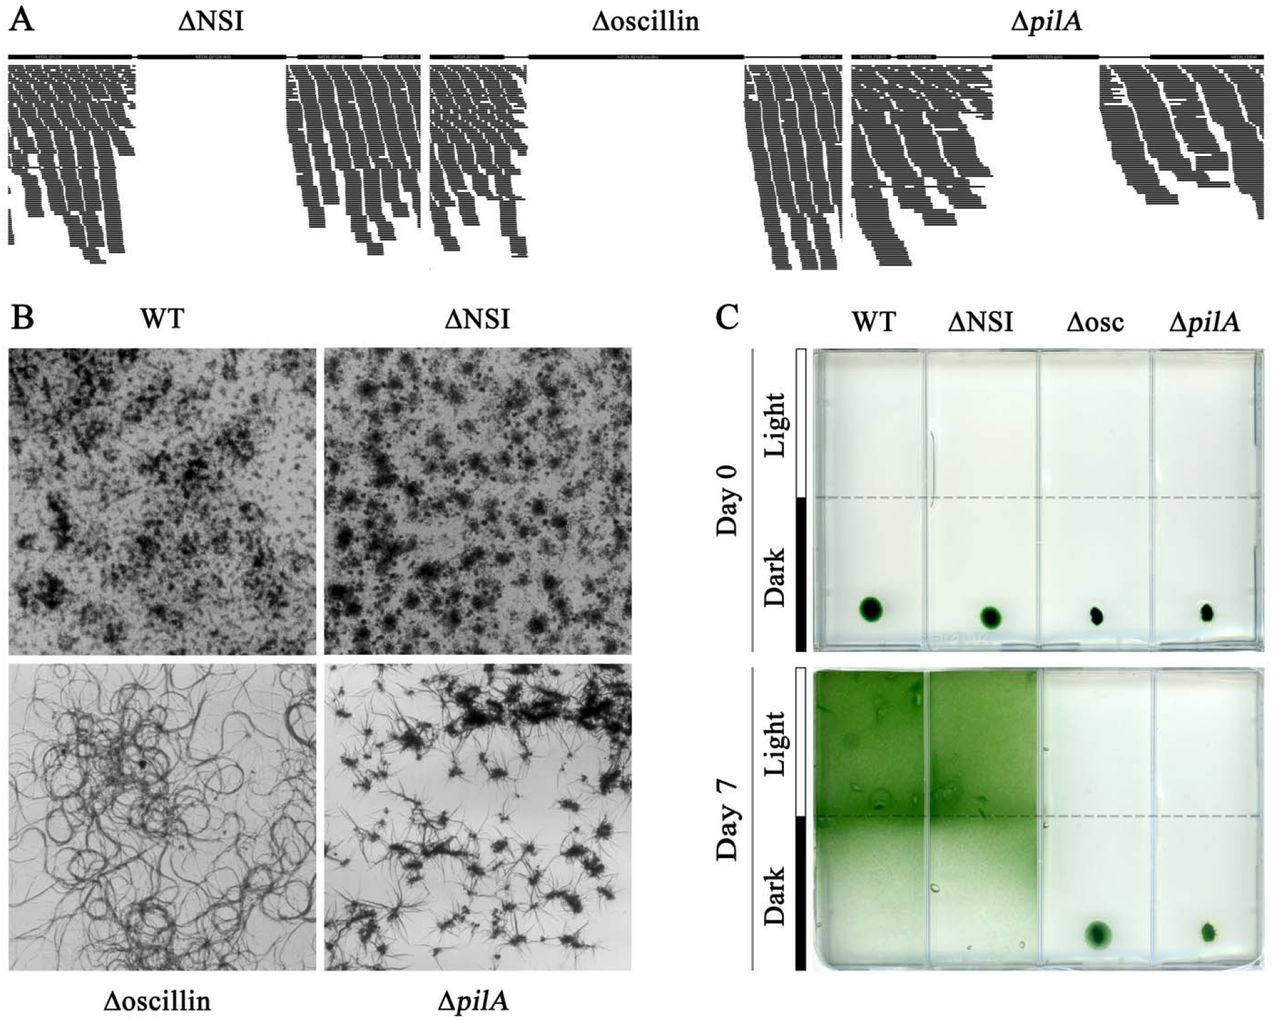 A
ΔNSI
Δoscillin
ΔpilA
B
WT
ΔNSI
Δoscillin
ΔpilA
C
WT
ΔNSI
Δosc
ΔpilA
Day 0
Light
Dark
Day 7
Light
Dark